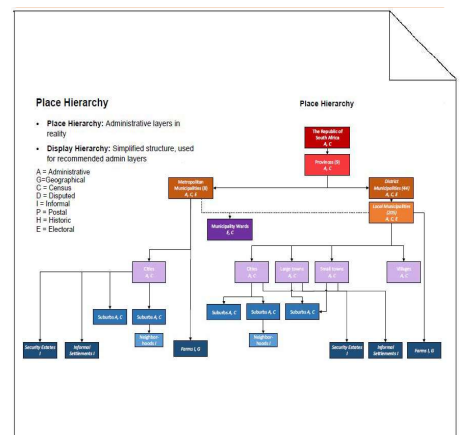 Place Hierarchy
• Place Hierarchy: Administrative layers in
reality
• Display Hierarchy: Simplified structure, used
for recommended admin layers
A = Administrative
G=Geographical
C = Census
D = Disputed
I = Informal
P = Postal
H = Historic
E = Electoral
Place Hierarchy
The Republic of
South Africa
A, C
Provinces (9)
A, C
Metropolitan
Municipalities (8)
A, C, E
District
Municipalities (44)
A, C, E
Local Municipalities
A, C, E
Municipality Wards
E, C
Cities
A, C
Cities
A, C
Large towns
A, C
Small towns
A, C
Villages
A, C
Suburbs A, C
Suburbs A, C
Suburbs A, C
Suburbs A, C
Suburbs A, C
Neighbor-
hoods I
Neighbor-
hoods I
Security Estates
I
Informal
Settlements I
Farms I, G
Security Estates
I
Informal
Settlements I
Farms I, G